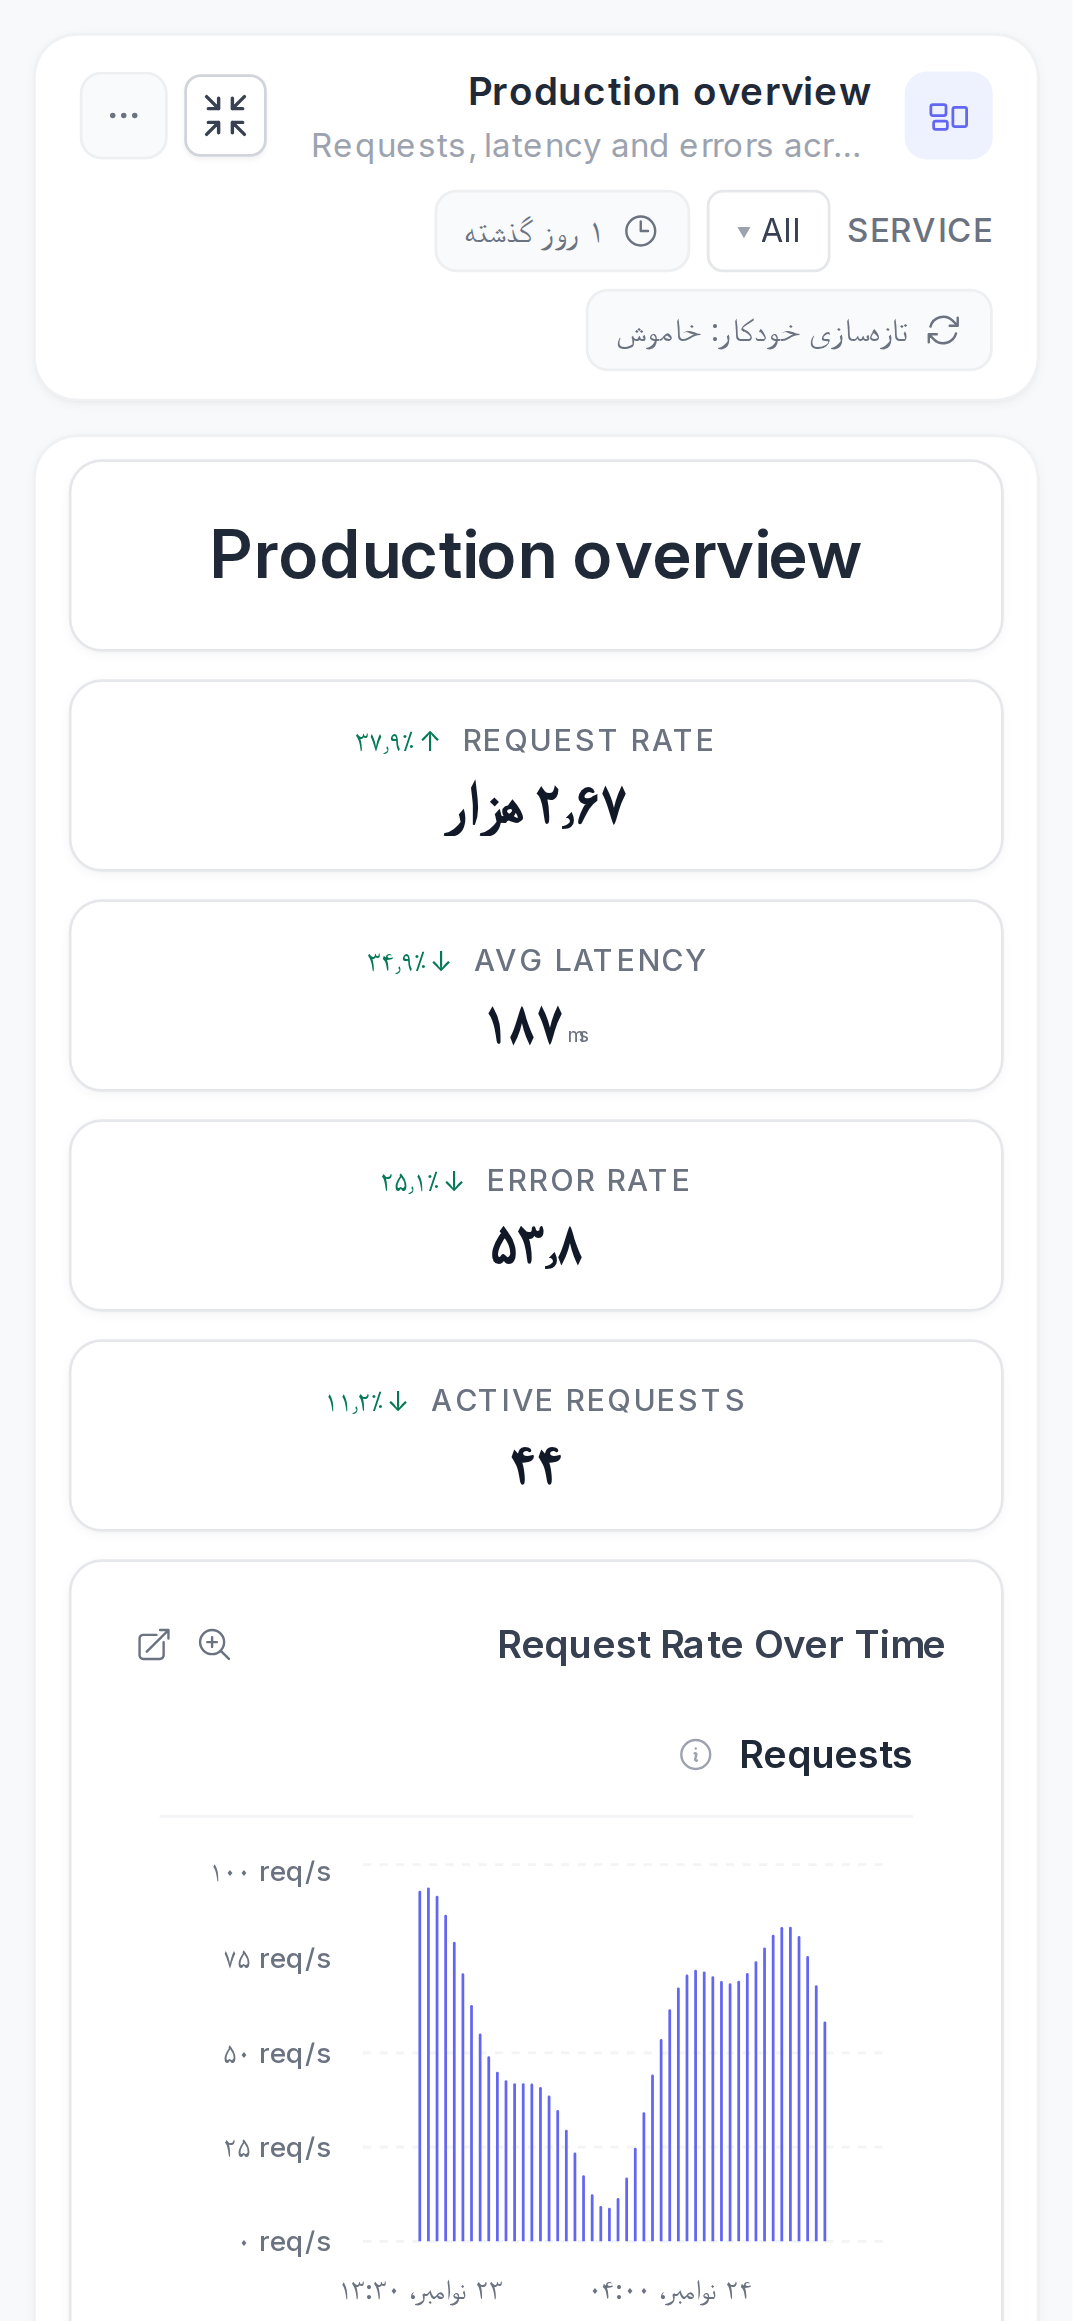 Production overview
Requests, latency and errors acr...
SERVICE All ۱ روز گذشته
تازه‌سازی خودکار: خاموش
Production overview
REQUEST RATE ↑۳۷٫۹٪
۲٫۶۷ هزار
AVG LATENCY ↓۳۴٫۹٪
۱۸۷ ms
ERROR RATE ↓۲۵٫۱٪
۵۳٫۸
ACTIVE REQUESTS ↓۱۱٫۲٪
۴۴
Request Rate Over Time
Requests
۱۰۰ req/s
۷۵ req/s
۵۰ req/s
۲۵ req/s
۰ req/s
۲۳ نوامبر، ۱۳:۳۰
۲۴ نوامبر، ۰۴:۰۰